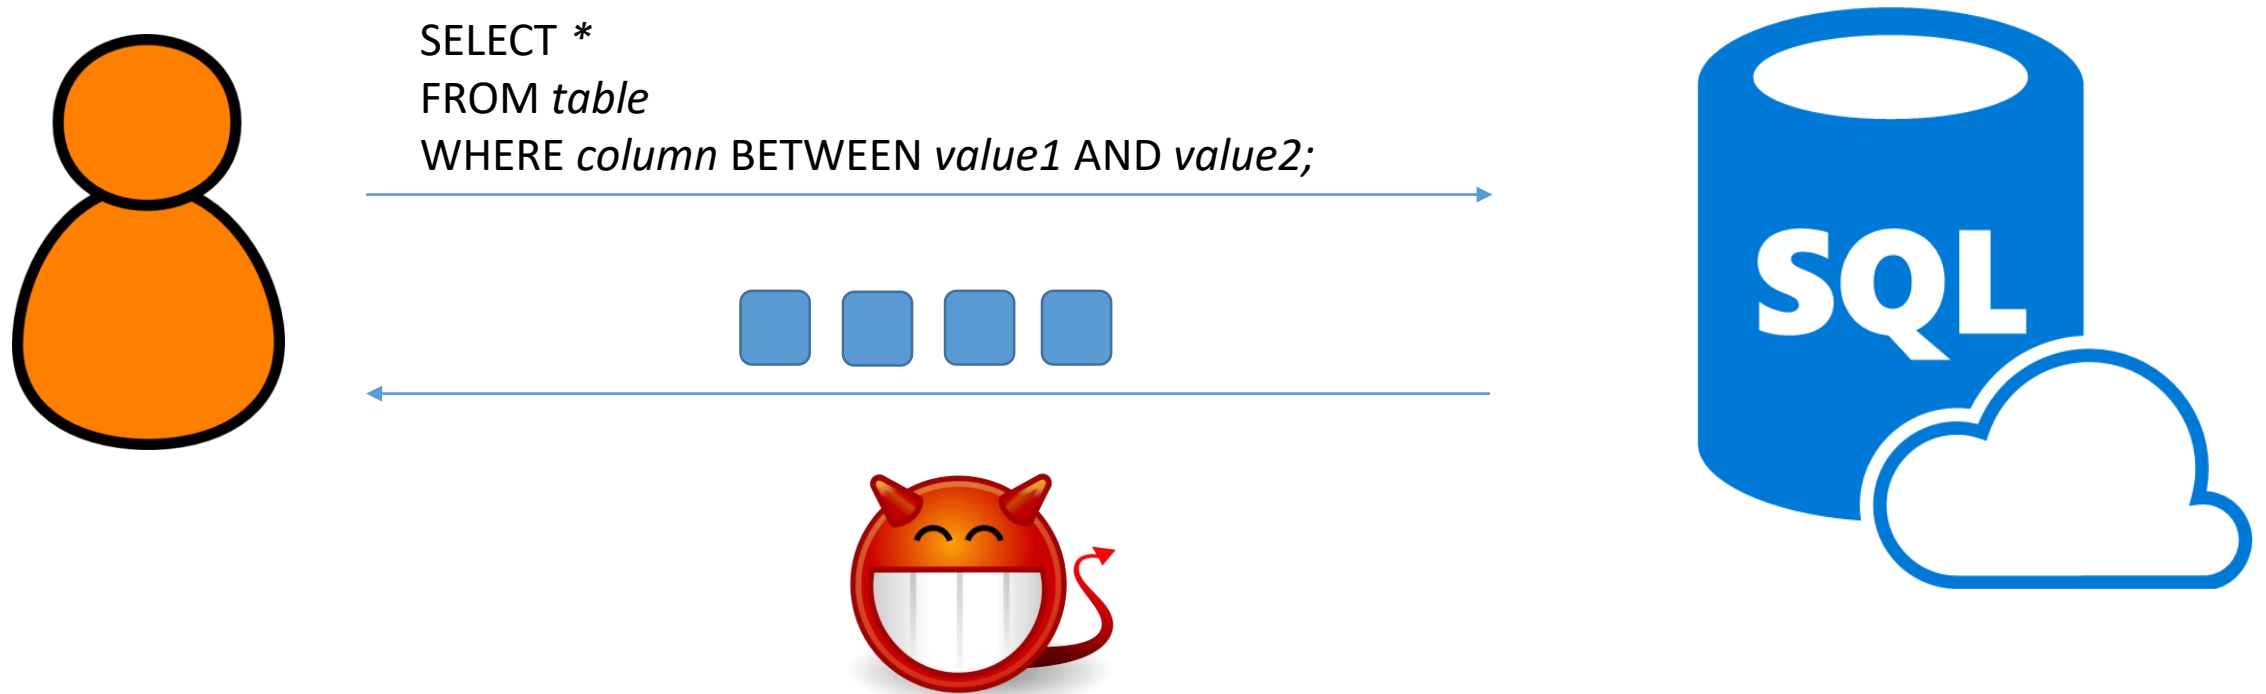 SELECT *
FROM table
WHERE column BETWEEN value1 AND value2;
SQL